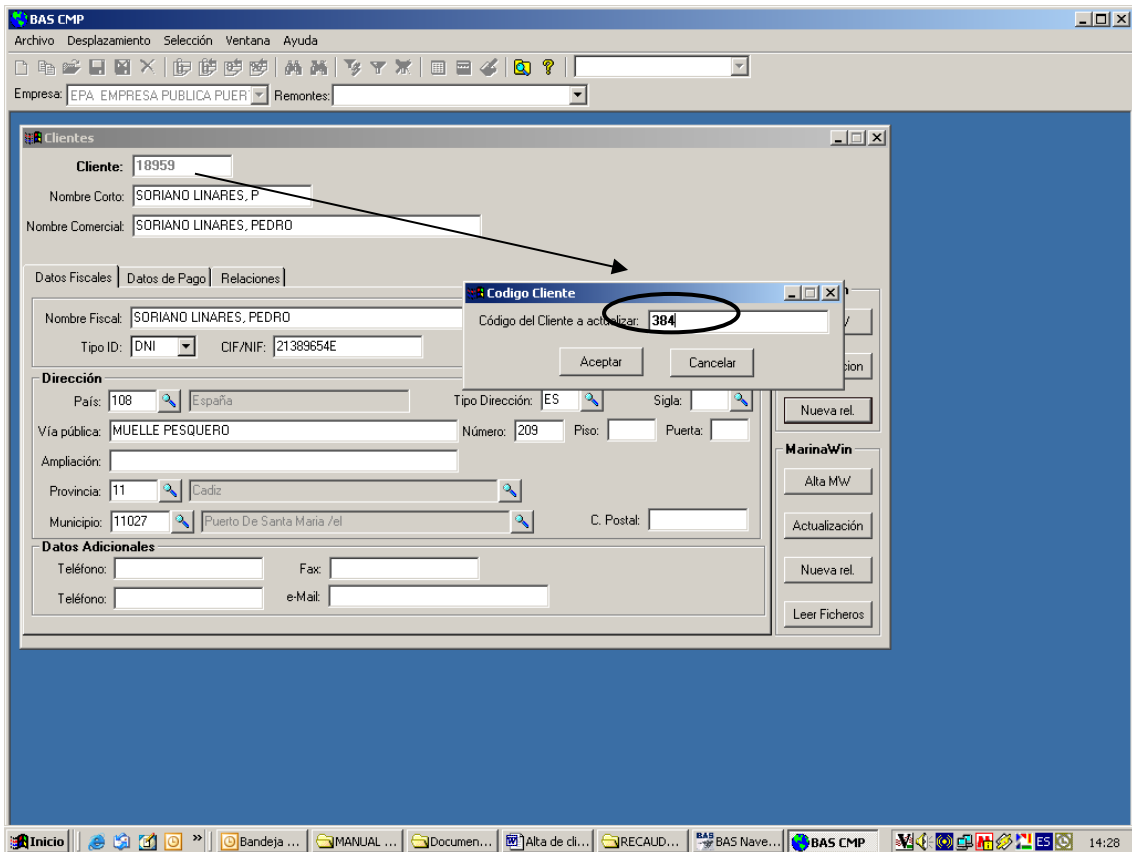 BAS CMP
Archivo Desplazamiento Selección Ventana Ayuda
Empresa: EPA EMPRESA PUBLICA PUER Remontes:
Clientes
Cliente: 18959
Nombre Corto: SORIANO LINARES, P
Nombre Comercial: SORIANO LINARES, PEDRO
Datos Fiscales Datos de Pago Relaciones
Nombre Fiscal: SORIANO LINARES, PEDRO
Tipo ID: DNI CIF/NIF: 21389654E
Codigo Cliente
Código del Cliente a actualizar: 384
Aceptar Cancelar
Dirección
País: 108 España Tipo Dirección: ES Sigla:
Vía pública: MUELLE PESQUERO Número: 209 Piso: Puerta:
Ampliación:
Provincia: 11 Cadiz
Municipio: 11027 Puerto De Santa Maria /el C. Postal:
Datos Adicionales
Teléfono: Fax:
Teléfono: e-Mail:
cion
Nueva rel.
MarinaWin
Alta MW
Actualización
Nueva rel.
Leer Ficheros
Inicio » Bandeja ... MANUAL ... Documen... Alta de cli... RECAUD... BAS Nave... BAS CMP ES 14:28